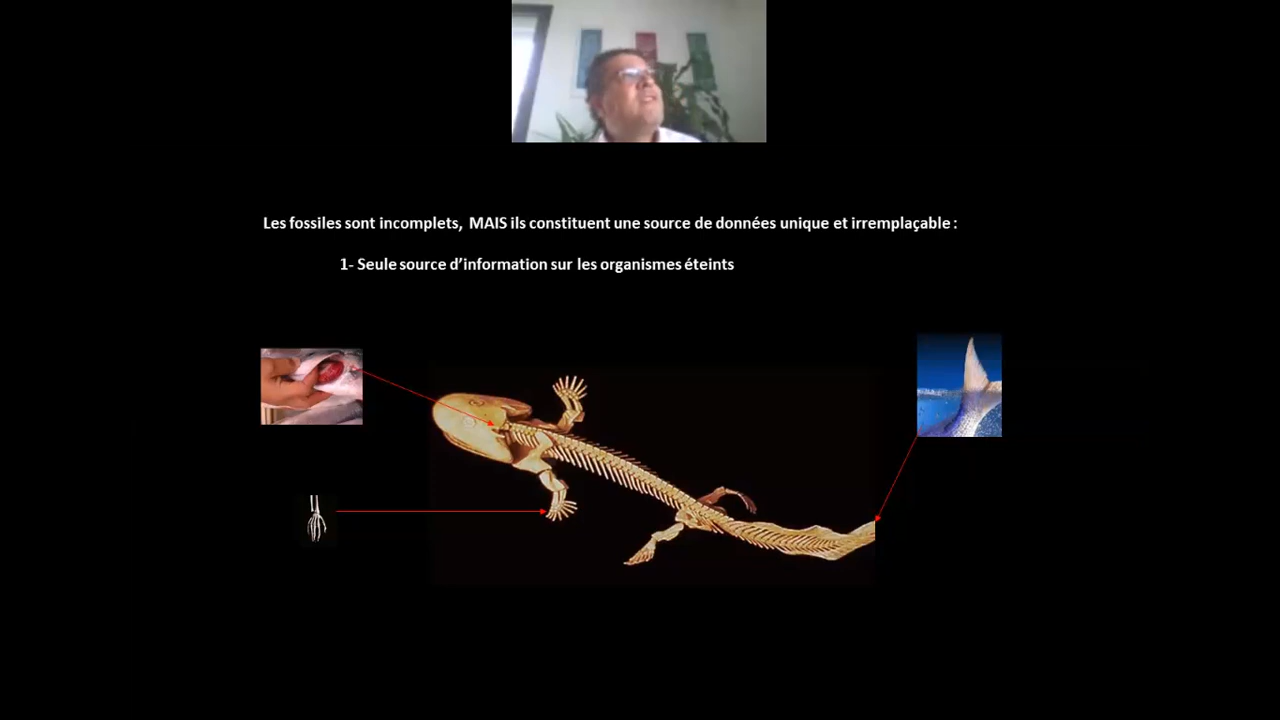 Les fossiles sont incomplets, MAIS ils constituent une source de données unique et irremplaçable :
1- Seule source d’information sur les organismes éteints